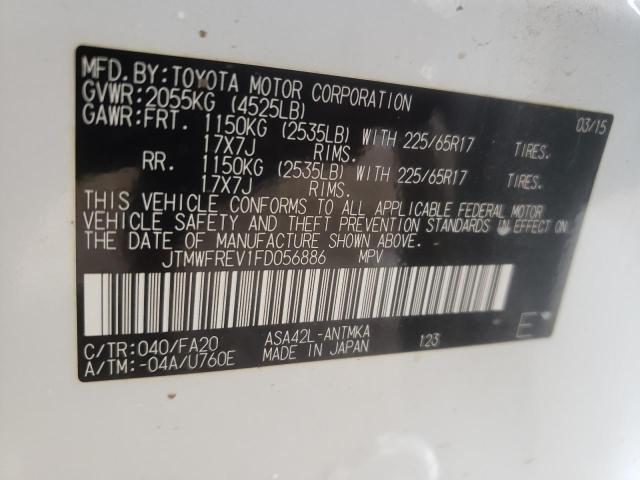 MFD.BY:TOYOTA MOTOR CORPORATION 03/15
GVWR:2055KG (4525LB)
GAWR:FRT. 1150KG (2535LB) WITH 225/65R17 TIRES.
17X7J RIMS.
RR. 1150KG (2535LB) WITH 225/65R17 TIRES.
17X7J RIMS.
THIS VEHICLE CONFORMS TO ALL APPLICABLE FEDERAL MOTOR
VEHICLE SAFETY AND THEFT PREVENTION STANDARDS IN EFFECT ON
THE DATE OF MANUFACTURE SHOWN ABOVE.
JTMWFREV1FD056886 MPV
C/TR:040/FA20 ASA42L-ANTMKA 123 E
A/TM:-04A/U760E MADE IN JAPAN